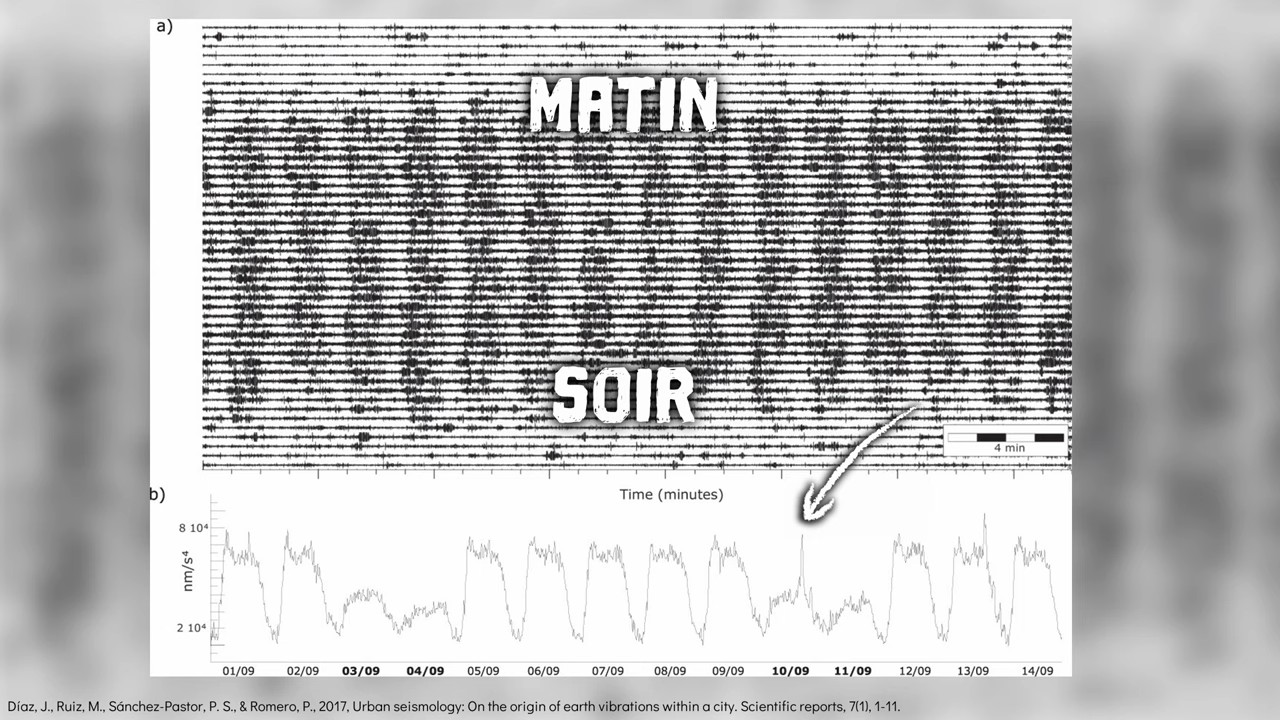 a)
MATIN
SOIR
4 min
Time (minutes)
b)
8 10⁴
nm/s⁴
2 10⁴
01/09 02/09 03/09 04/09 05/09 06/09 07/09 08/09 09/09 10/09 11/09 12/09 13/09 14/09
Díaz, J., Ruiz, M., Sánchez-Pastor, P. S., & Romero, P., 2017, Urban seismology: On the origin of earth vibrations within a city. Scientific reports, 7(1), 1-11.